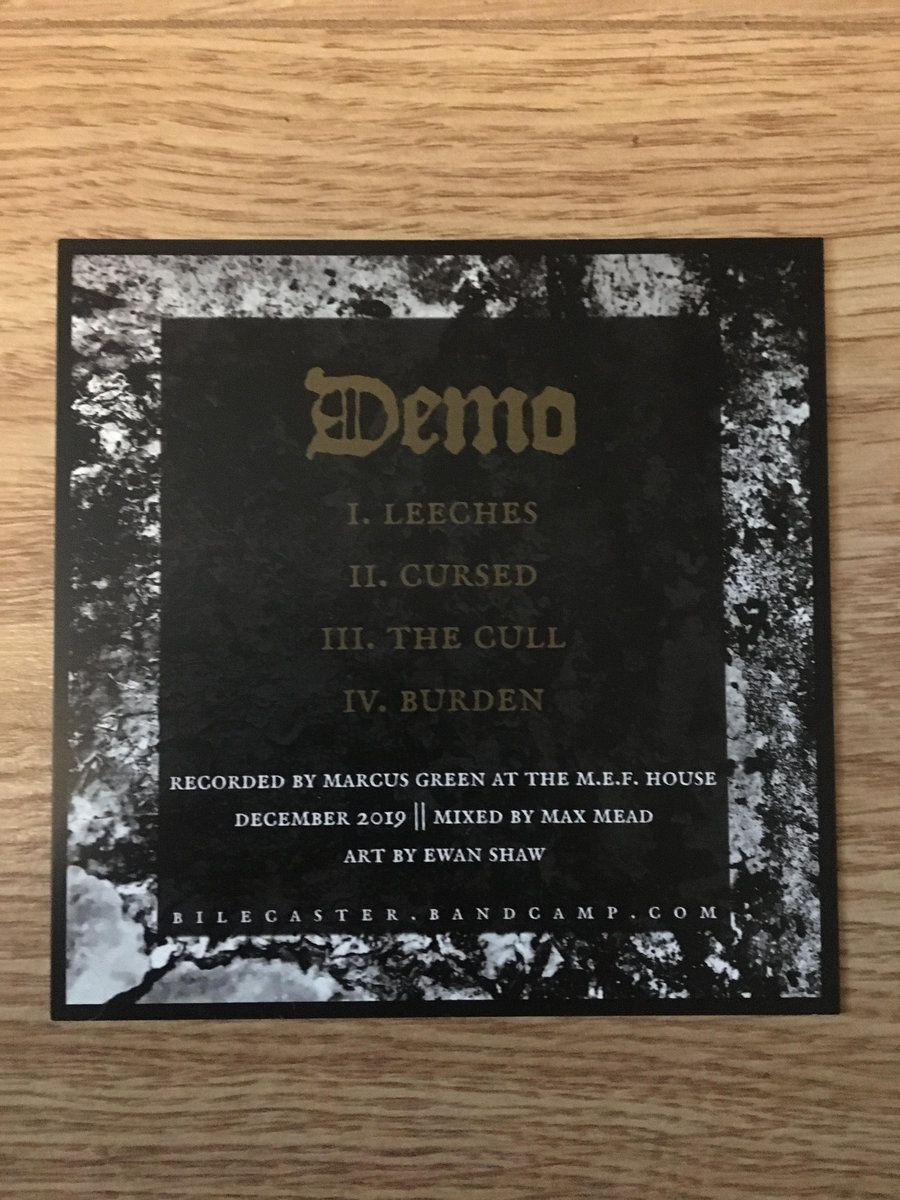 Demo
I. LEECHES
II. CURSED
III. THE CULL
IV. BURDEN
RECORDED BY MARCUS GREEN AT THE M.E.F. HOUSE
DECEMBER 2019 || MIXED BY MAX MEAD
ART BY EWAN SHAW
BILECASTER.BANDCAMP.COM